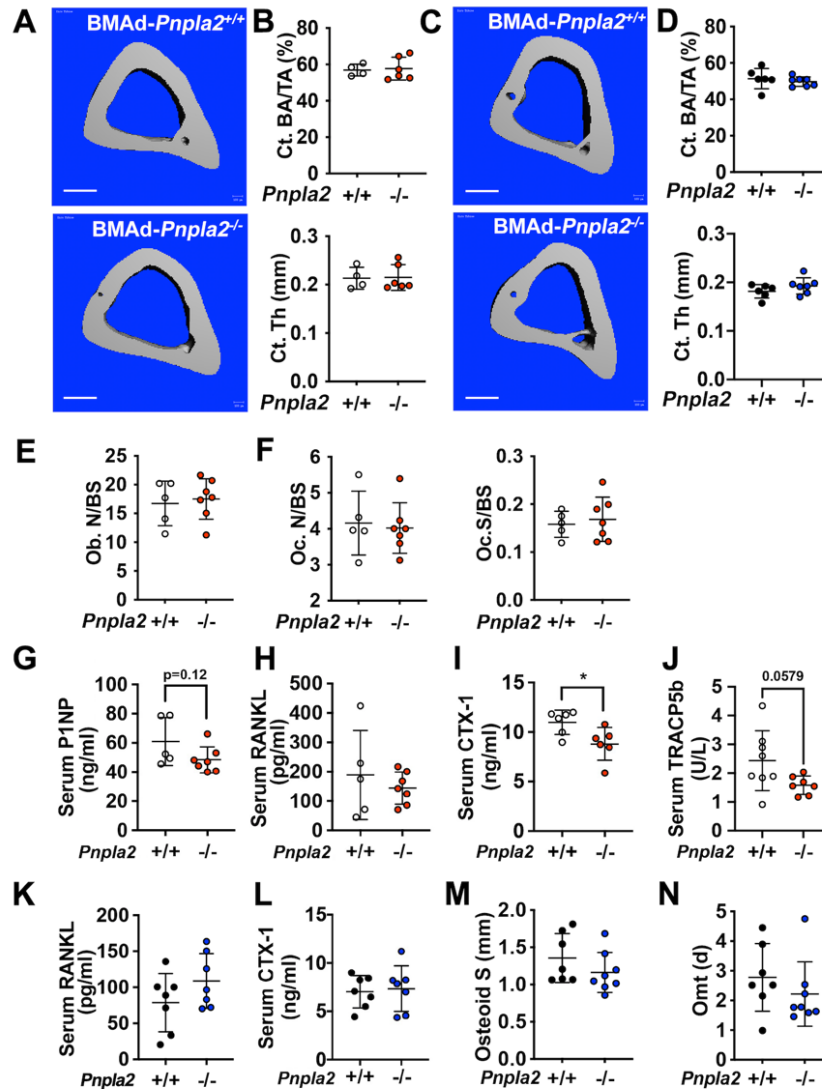 A
BMAd-Pnpla2+/+
BMAd-Pnpla2-/-
B
Ct. BA/TA (%)
80
60
40
20
0
Pnpla2 +/+ -/-
Ct. Th (mm)
0.3
0.2
0.1
0.0
Pnpla2 +/+ -/-
C
BMAd-Pnpla2+/+
BMAd-Pnpla2-/-
D
Ct. BA/TA (%)
80
60
40
20
0
Pnpla2 +/+ -/-
Ct. Th (mm)
0.3
0.2
0.1
0.0
Pnpla2 +/+ -/-
E
Ob. N/BS
25
20
15
10
5
0
Pnpla2 +/+ -/-
F
Oc. N/BS
6
5
4
3
2
Pnpla2 +/+ -/-
Oc.S/BS
0.3
0.2
0.1
0.0
Pnpla2 +/+ -/-
G
Serum P1NP
(ng/ml)
100
80
60
40
20
0
p=0.12
Pnpla2 +/+ -/-
H
Serum RANKL
(pg/ml)
500
400
300
200
100
0
Pnpla2 +/+ -/-
I
Serum CTX-1
(ng/ml)
15
10
5
0
*
Pnpla2 +/+ -/-
J
Serum TRACP5b
(U/L)
5
4
3
2
1
0
0.0579
Pnpla2 +/+ -/-
K
Serum RANKL
(pg/ml)
200
150
100
50
0
Pnpla2 +/+ -/-
L
Serum CTX-1
(ng/ml)
15
10
5
0
Pnpla2 +/+ -/-
M
Osteoid S (mm)
2.0
1.5
1.0
0.5
0.0
Pnpla2 +/+ -/-
N
Omt (d)
5
4
3
2
1
0
Pnpla2 +/+ -/-